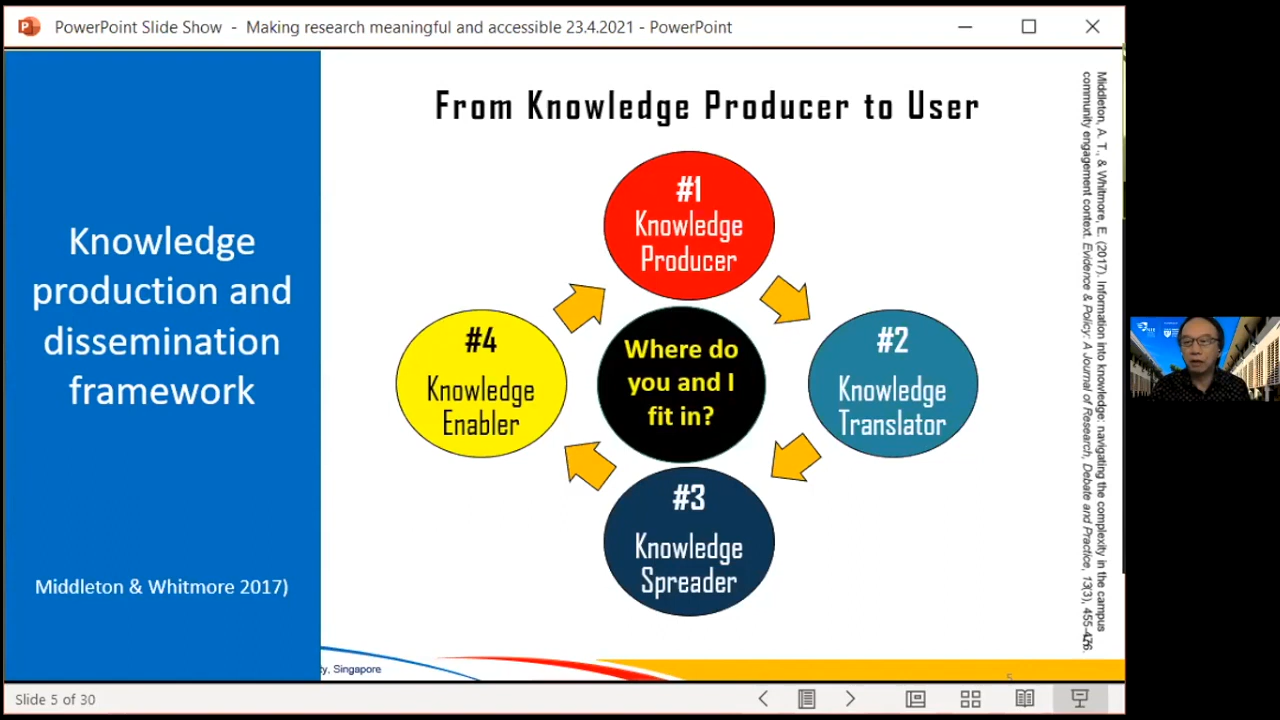 PowerPoint Slide Show - Making research meaningful and accessible 23.4.2021 - PowerPoint
Knowledge
production and
dissemination
framework
Middleton & Whitmore 2017)
From Knowledge Producer to User
#1
Knowledge
Producer
#2
Knowledge
Translator
#3
Knowledge
Spreader
#4
Knowledge
Enabler
Where do
you and I
fit in?
Middleton, A. T., & Whitmore, E. (2017). Information into knowledge: navigating the complexity in the campus
community engagement context. Evidence & Policy: A Journal of Research, Debate and Practice, 13(3), 455-476.
ty, Singapore
5
Slide 5 of 30